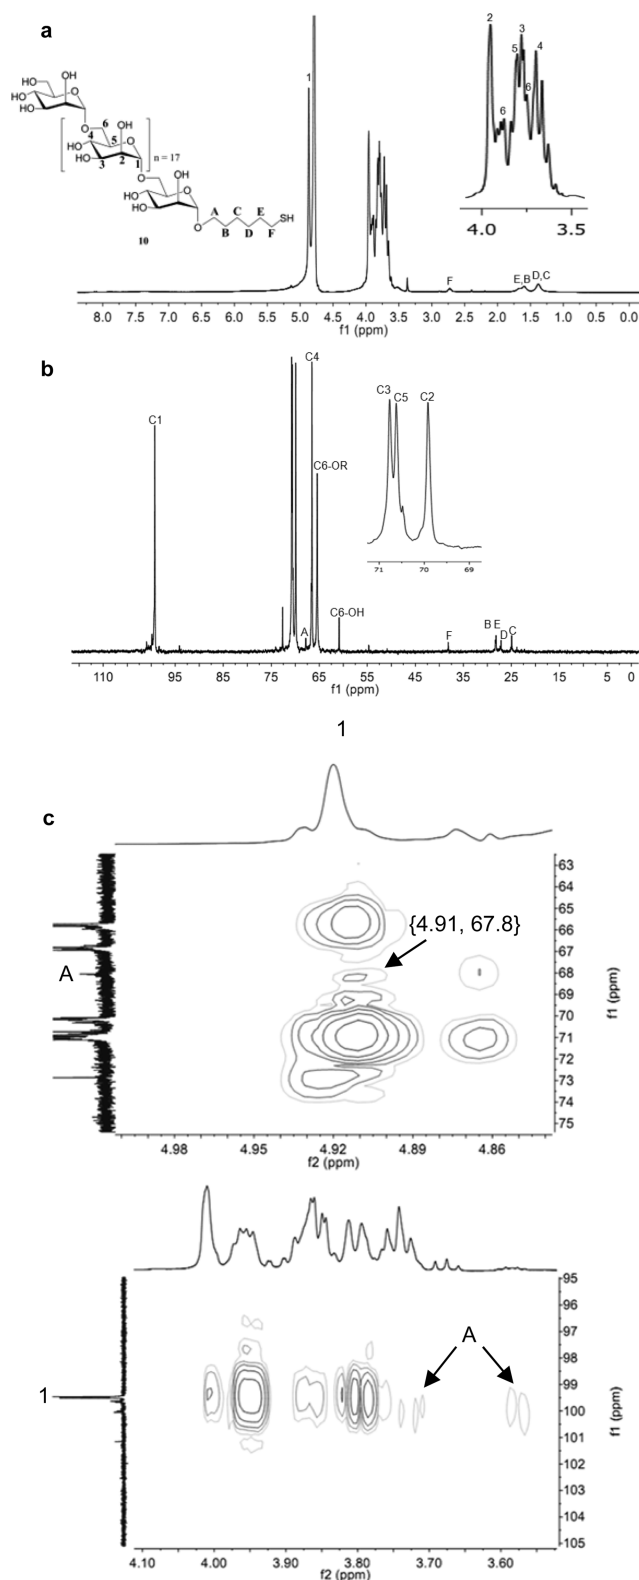 a
HO
OH
HO
HO
O
O
6
OH
4
HO
5
O
HO
3
2
1
n = 17
O
OH
HO
O
HO
A
C
E
SH
O
B
D
F
10
1
F
E,B
D,C
2
3
5
4
6
6
4.0
3.5
8.0 7.5 7.0 6.5 6.0 5.5 5.0 4.5 4.0 3.5 3.0 2.5 2.0 1.5 1.0 0.5 0.0
f1 (ppm)
b
C4
C1
C6-OR
C3
C5
C2
71 70 69
C6-OH
A
F
B E
D
C
110 95 85 75 65 55 45 35 25 15 5 0
f1 (ppm)
1
c
{4.91, 67.8}
A
63
64
65
66
67
68
69
70
71
72
73
74
75
f1 (ppm)
4.98 4.95 4.92 4.89 4.86
f2 (ppm)
A
1
95
96
97
98
99
100
101
102
103
104
105
f1 (ppm)
4.10 4.00 3.90 3.80 3.70 3.60
f2 (ppm)